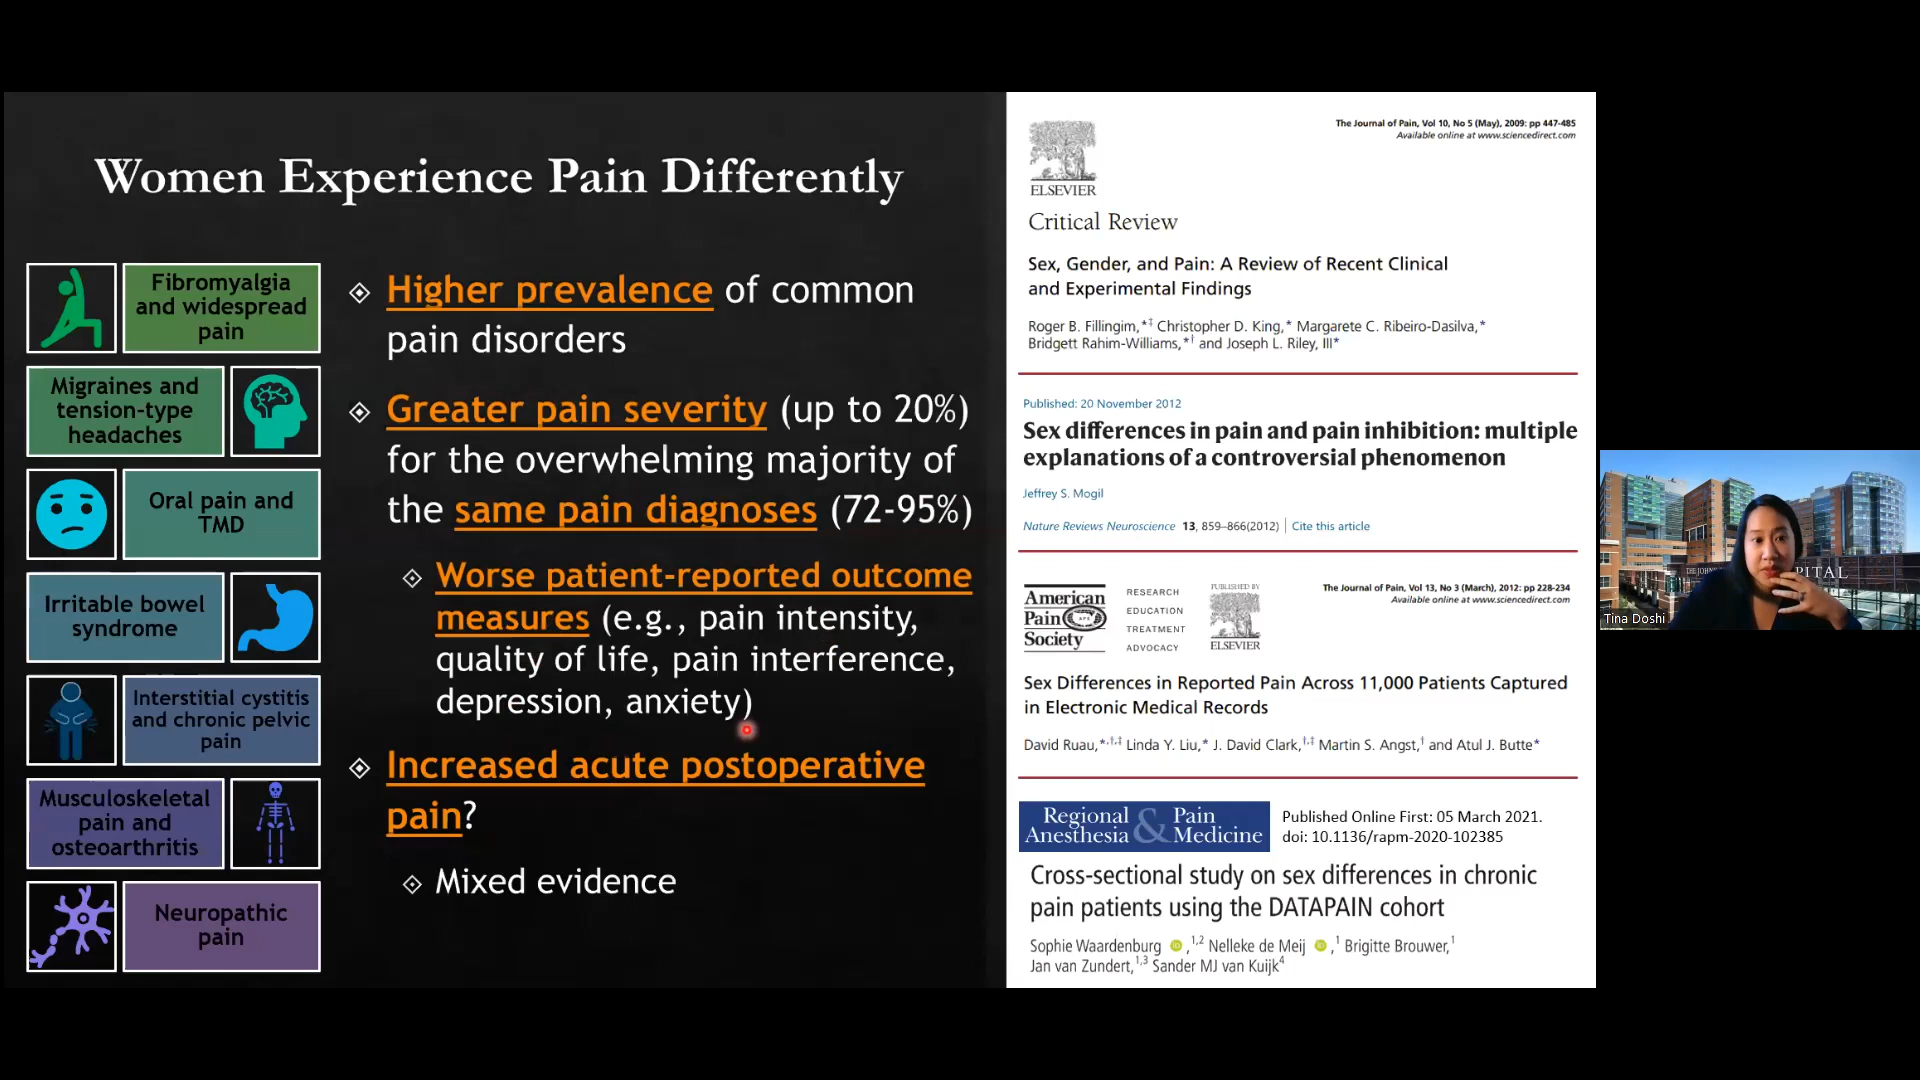 Women Experience Pain Differently
Fibromyalgia
and widespread
pain
Migraines and
tension-type
headaches
Oral pain and
TMD
Irritable bowel
syndrome
Interstitial cystitis
and chronic pelvic
pain
Musculoskeletal
pain and
osteoarthritis
Neuropathic
pain
Higher prevalence of common
pain disorders
Greater pain severity (up to 20%)
for the overwhelming majority of
the same pain diagnoses (72-95%)
Worse patient-reported outcome
measures (e.g., pain intensity,
quality of life, pain interference,
depression, anxiety)
Increased acute postoperative
pain?
Mixed evidence
The Journal of Pain, Vol 10, No 5 (May), 2009: pp 447-485
Available online at www.sciencedirect.com
ELSEVIER
Critical Review
Sex, Gender, and Pain: A Review of Recent Clinical
and Experimental Findings
Roger B. Fillingim,*‡ Christopher D. King,* Margarete C. Ribeiro-Dasilva,*
Bridgett Rahim-Williams,*† and Joseph L. Riley, III*
Published: 20 November 2012
Sex differences in pain and pain inhibition: multiple
explanations of a controversial phenomenon
Jeffrey S. Mogil
Nature Reviews Neuroscience 13, 859–866(2012) | Cite this article
American
Pain
Society
APS
RESEARCH
EDUCATION
TREATMENT
ADVOCACY
PUBLISHED BY
ELSEVIER
The Journal of Pain, Vol 13, No 3 (March), 2012: pp 228-234
Available online at www.sciencedirect.com
Sex Differences in Reported Pain Across 11,000 Patients Captured
in Electronic Medical Records
David Ruau,*,†,‡ Linda Y. Liu,* J. David Clark,†,‡ Martin S. Angst,† and Atul J. Butte*
Regional & Pain
Anesthesia Medicine
Published Online First: 05 March 2021.
doi: 10.1136/rapm-2020-102385
Cross-sectional study on sex differences in chronic
pain patients using the DATAPAIN cohort
Sophie Waardenburg iD ,1,2 Nelleke de Meij iD ,1 Brigitte Brouwer,1
Jan van Zundert,1,3 Sander MJ van Kuijk4
Tina Doshi